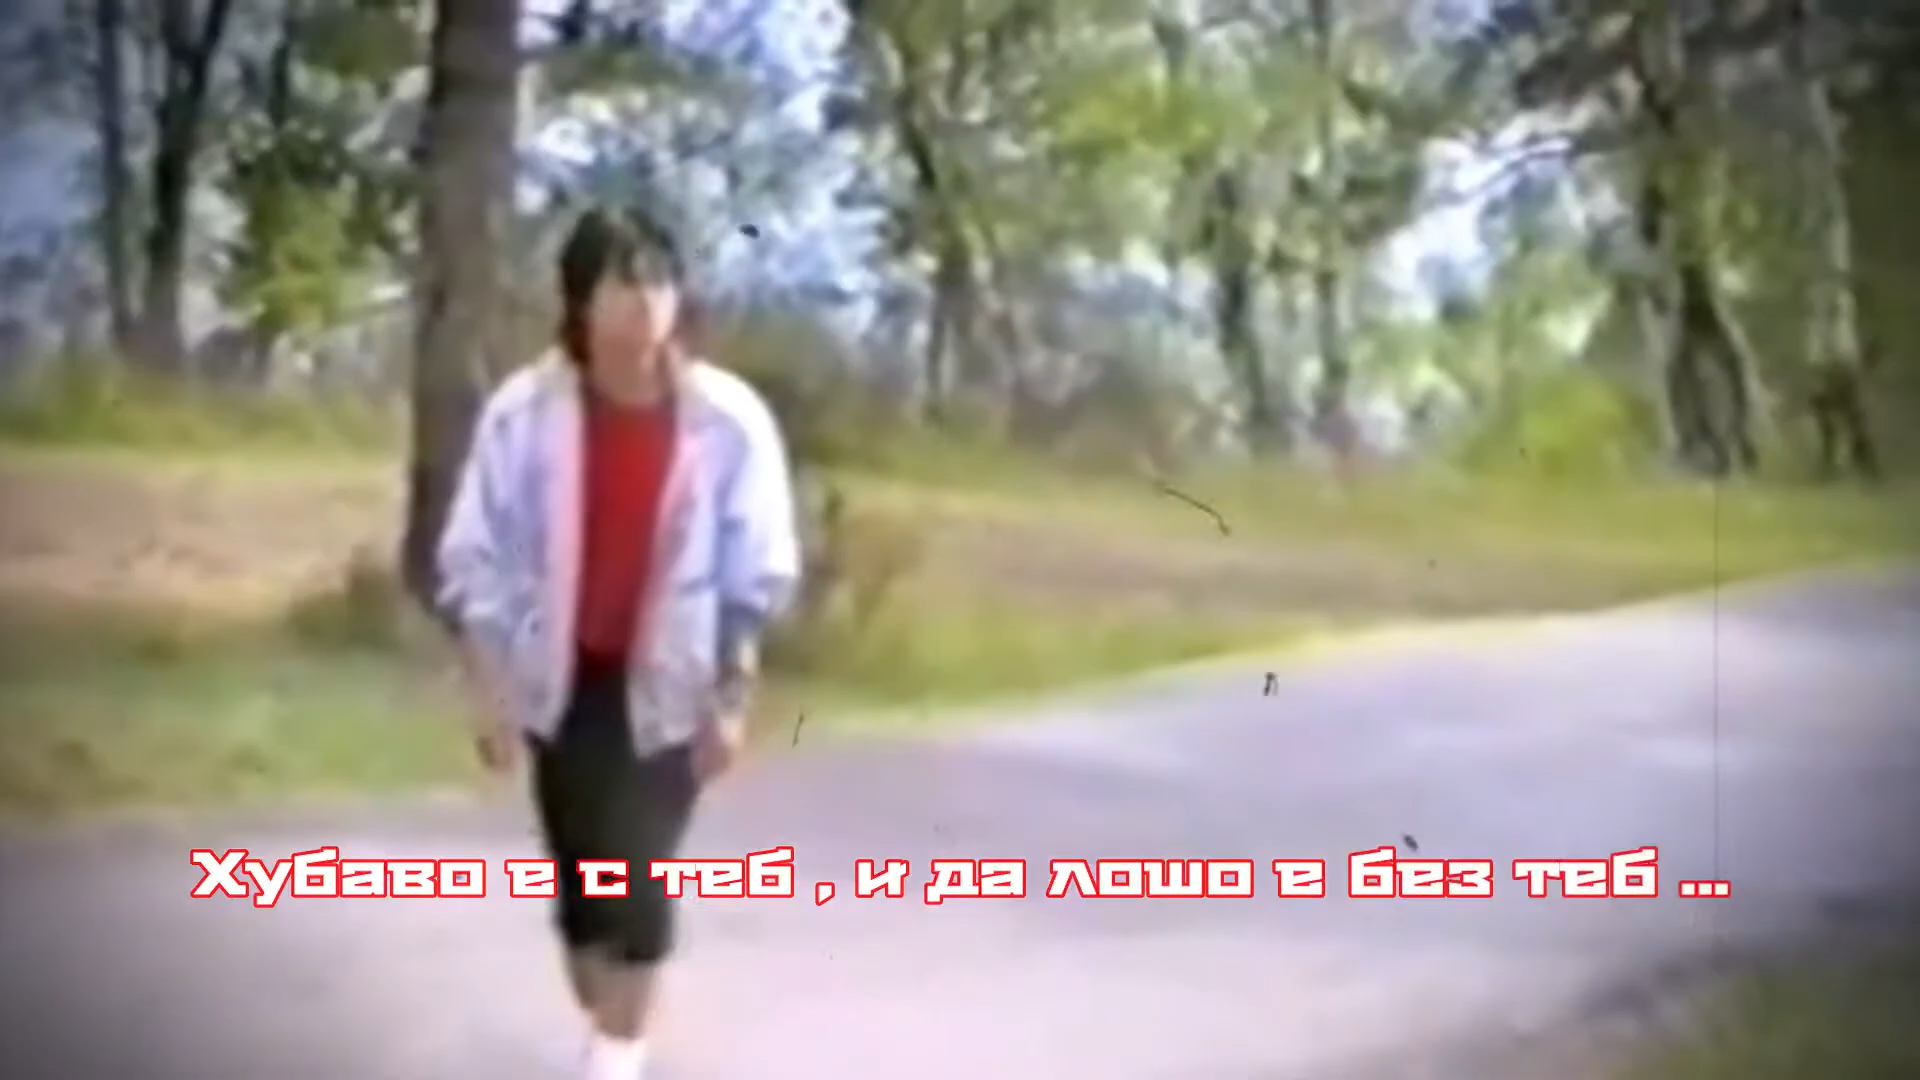 Хубаво е с теб , и да лошо е без теб ...